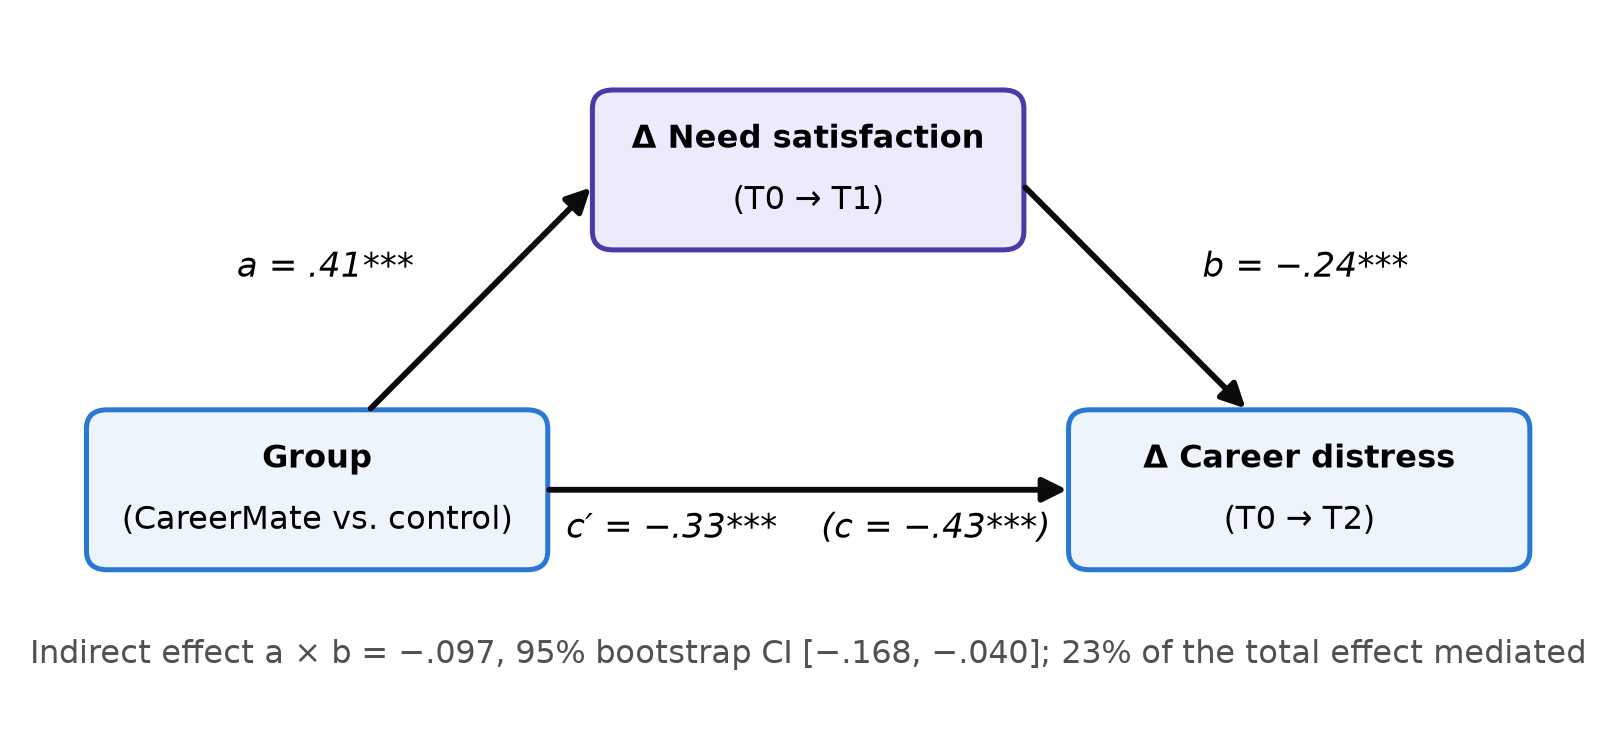 Δ Need satisfaction
(T0 → T1)
a = .41***
b = −.24***
Group
(CareerMate vs. control)
c′ = −.33*** (c = −.43***)
Δ Career distress
(T0 → T2)
Indirect effect a × b = −.097, 95% bootstrap CI [−.168, −.040]; 23% of the total effect mediated